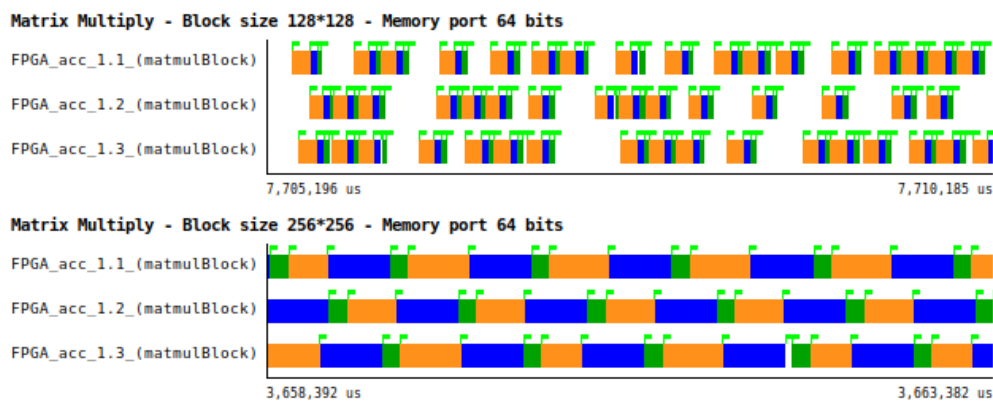 Matrix Multiply - Block size 128*128 - Memory port 64 bits
FPGA_acc_1.1_(matmulBlock)
FPGA_acc_1.2_(matmulBlock)
FPGA_acc_1.3_(matmulBlock)
7,705,196 us 7,710,185 us
Matrix Multiply - Block size 256*256 - Memory port 64 bits
FPGA_acc_1.1_(matmulBlock)
FPGA_acc_1.2_(matmulBlock)
FPGA_acc_1.3_(matmulBlock)
3,658,392 us 3,663,382 us